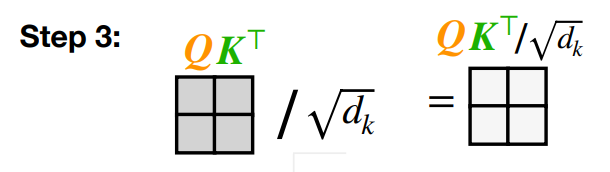 Step 3:
QK⊤
/ √dₖ
=
QK⊤/√dₖ